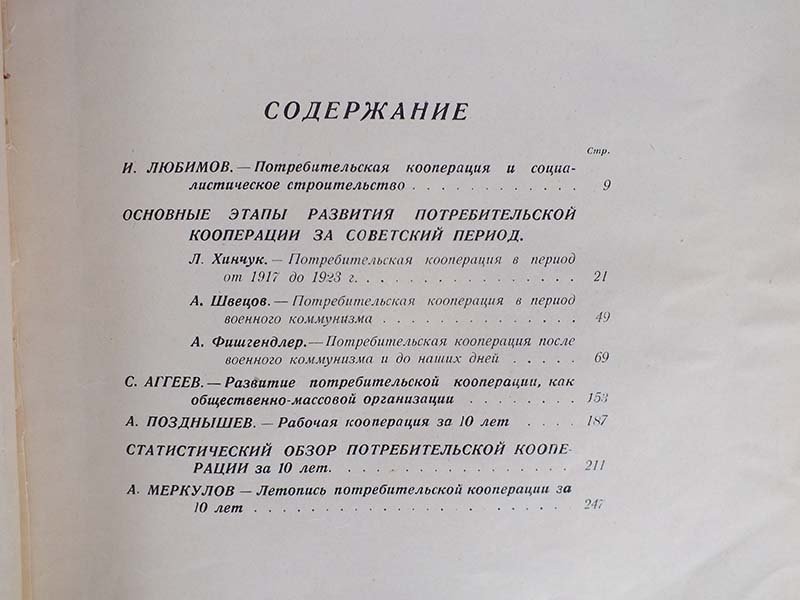 СОДЕРЖАНИЕ
Стр.
И. ЛЮБИМОВ. — Потребительская кооперация и социа-
листическое строительство . . . . . . . . . . . . 9
ОСНОВНЫЕ ЭТАПЫ РАЗВИТИЯ ПОТРЕБИТЕЛЬСКОЙ
КООПЕРАЦИИ ЗА СОВЕТСКИЙ ПЕРИОД.
Л. Хинчук. — Потребительская кооперация в период
от 1917 до 1923 г. . . . . . . . . . . . . . . . 21
А. Швецов. — Потребительская кооперация в период
военного коммунизма . . . . . . . . . . . . . . 49
А. Фишгендлер. — Потребительская кооперация после
военного коммунизма и до наших дней . . . . . 69
С. АГГЕЕВ. — Развитие потребительской кооперации, как
общественно-массовой организации . . . . . . . . 153
А. ПОЗДНЫШЕВ. — Рабочая кооперация за 10 лет . . . . 187
СТАТИСТИЧЕСКИЙ ОБЗОР ПОТРЕБИТЕЛЬСКОЙ КООПЕ-
РАЦИИ за 10 лет. . . . . . . . . . . . . . . . . 211
А. МЕРКУЛОВ — Летопись потребительской кооперации за
10 лет . . . . . . . . . . . . . . . . . . . . . 247